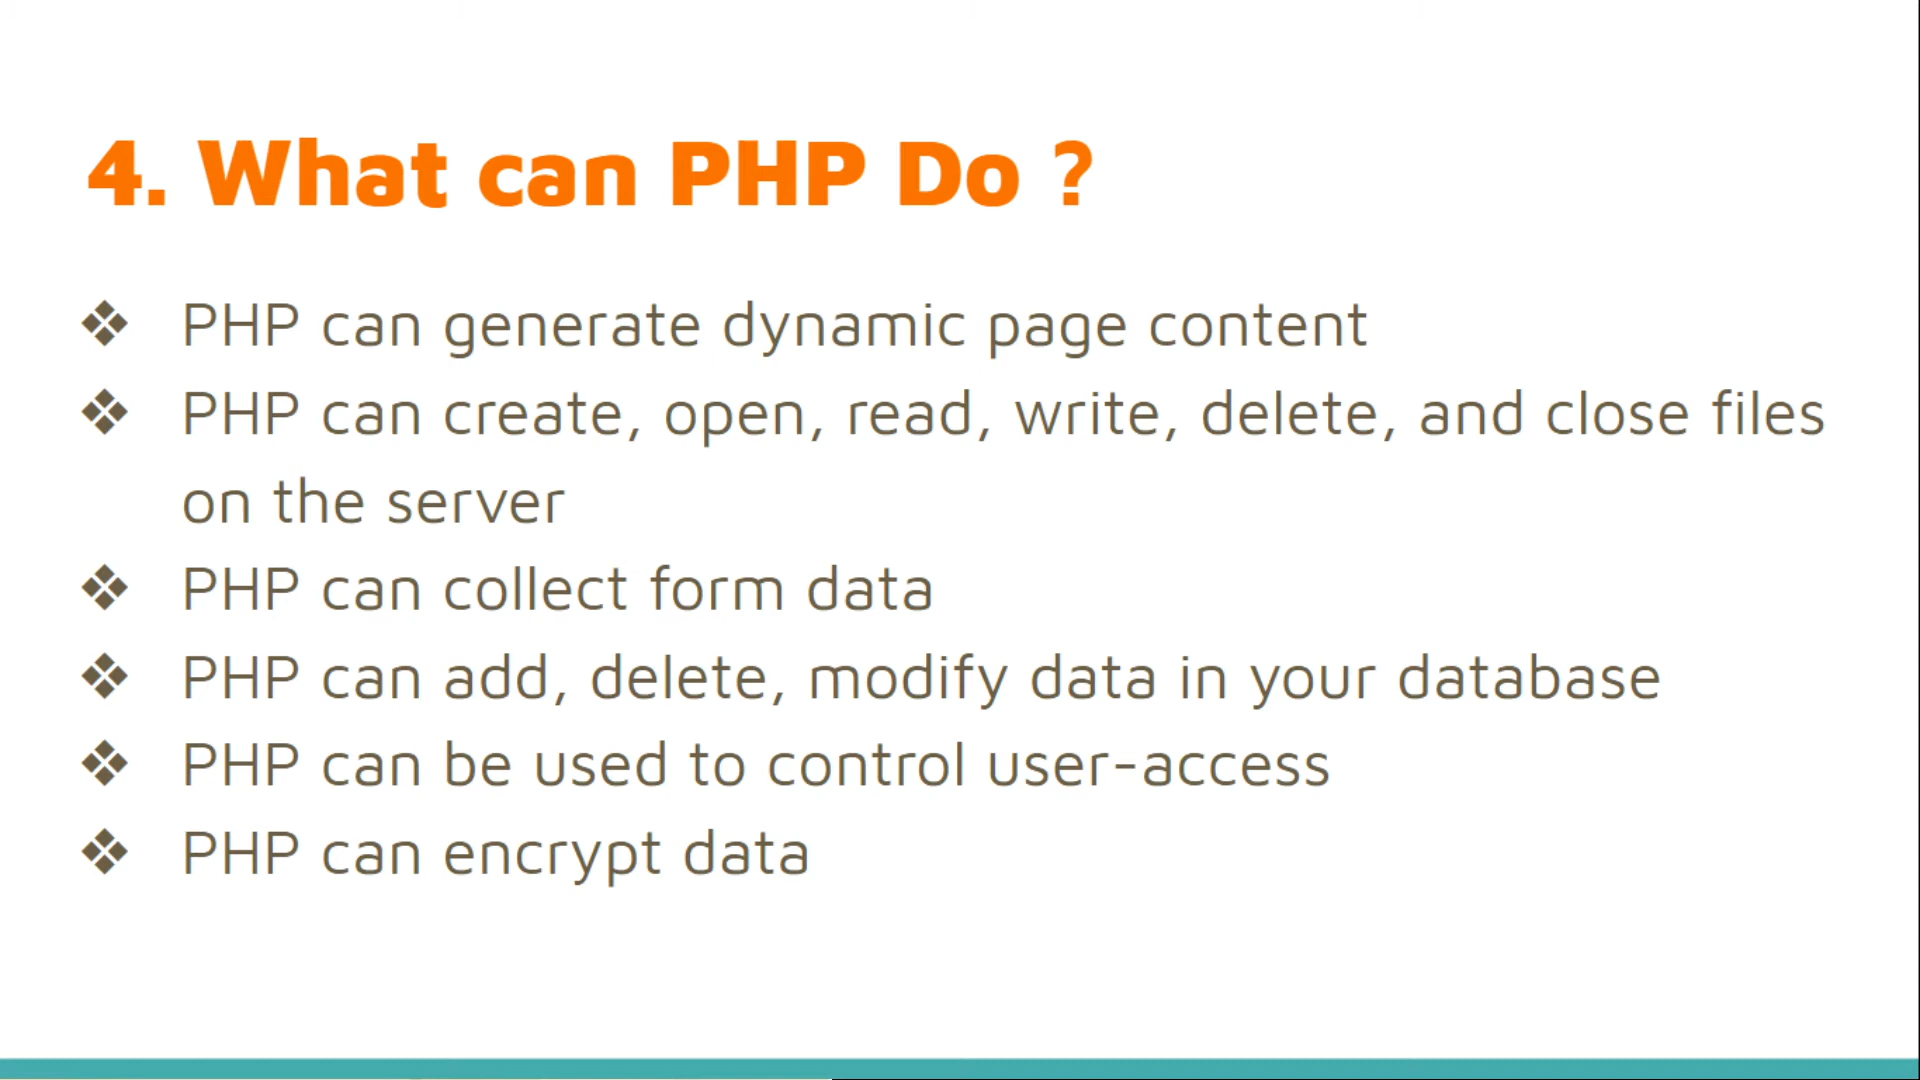 4. What can PHP Do ?
❖ PHP can generate dynamic page content
❖ PHP can create, open, read, write, delete, and close files
on the server
❖ PHP can collect form data
❖ PHP can add, delete, modify data in your database
❖ PHP can be used to control user-access
❖ PHP can encrypt data